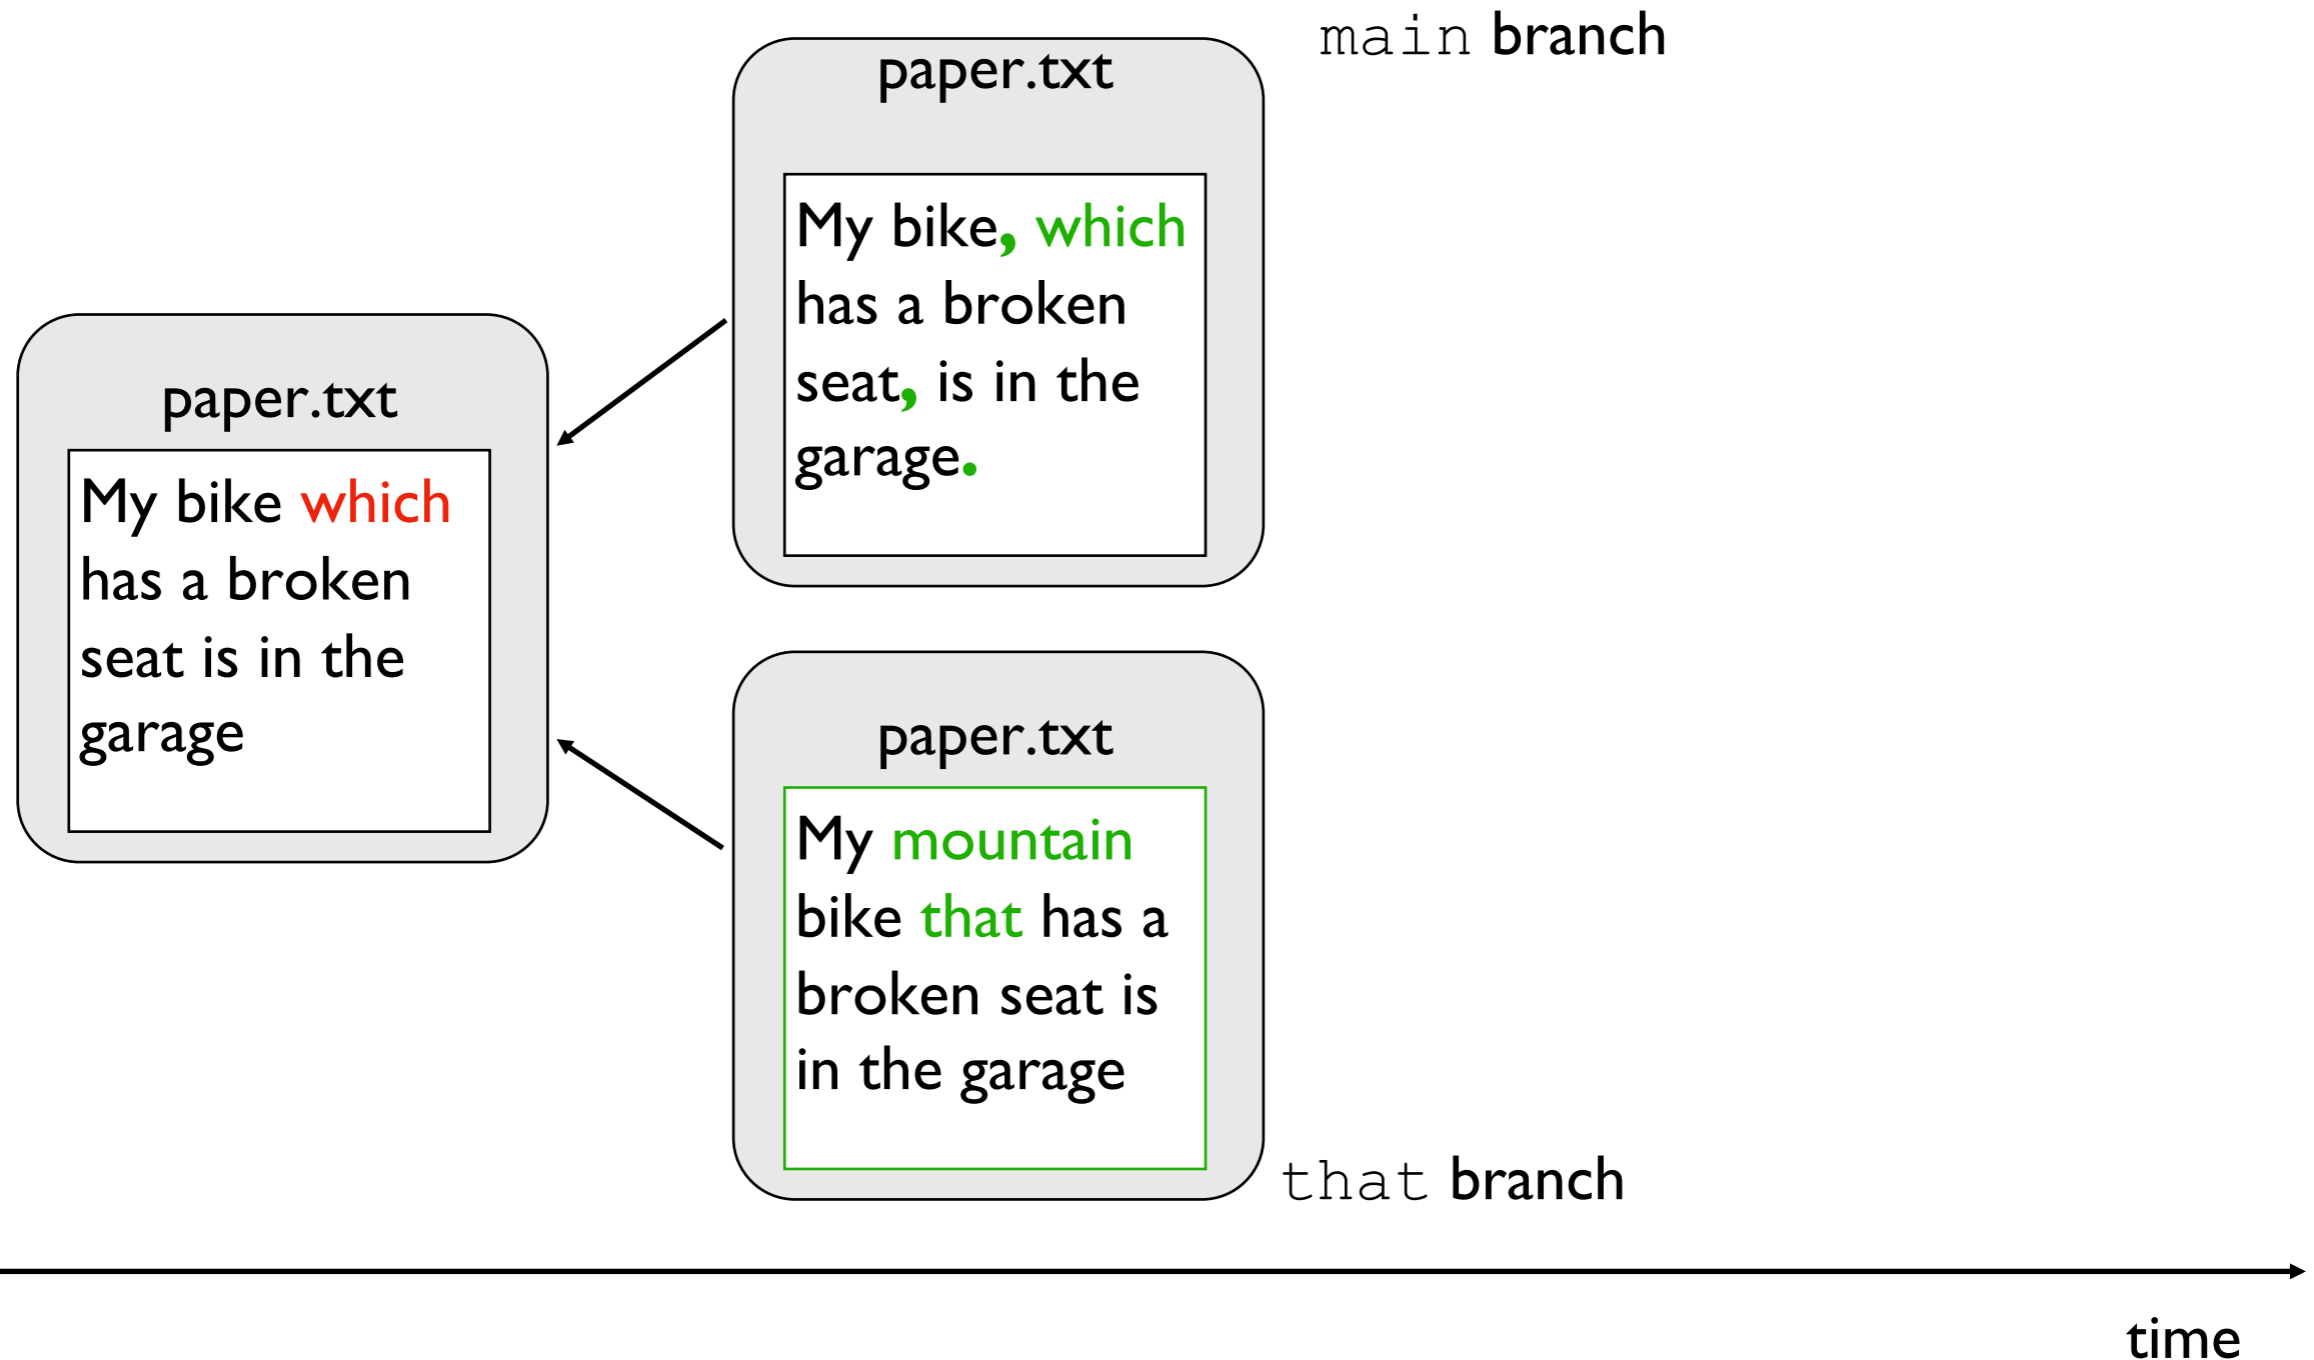 main branch
paper.txt
My bike, which
has a broken
seat, is in the
garage.
paper.txt
My bike which
has a broken
seat is in the
garage
paper.txt
My mountain
bike that has a
broken seat is
in the garage
that branch
time